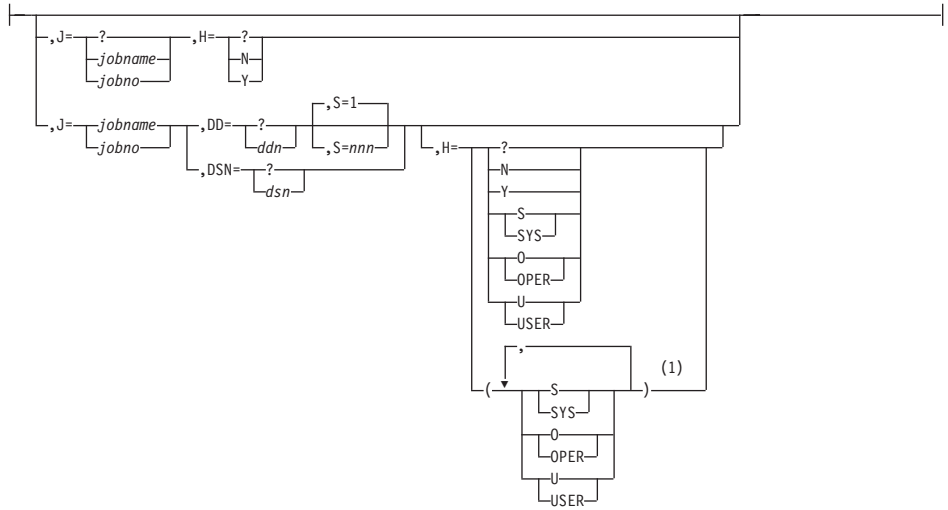 ,J= ? ,H= ?
jobname N
jobno Y
,S=1
,J= jobname ,DD= ? ,S=nnn
jobno ddn
,DSN= ?
dsn
,H= ?
N
Y
S
SYS
O
OPER
U
USER
,
( S ) (1)
SYS
O
OPER
U
USER